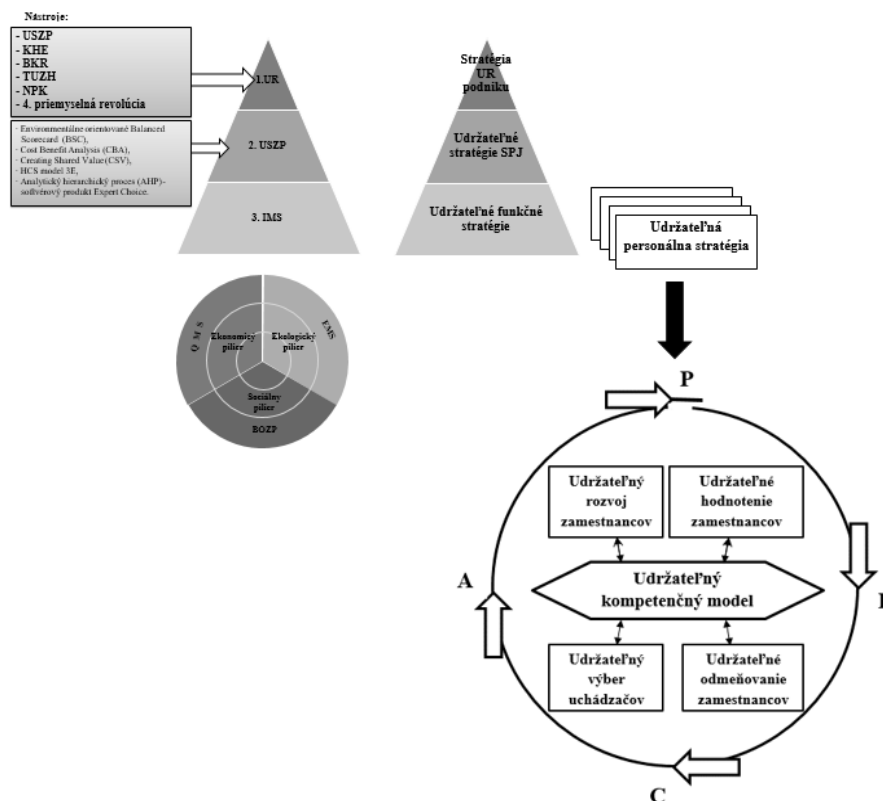 Nástroje:
- USZP
- KHE
- BKR
- TUZH
- NPK
- 4. priemyselná revolúcia
· Environmentálne orientované Balanced
Scorecard (BSC),
· Cost Benefit Analysis (CBA),
· Creating Shared Value (CSV),
· HCS model 3E,
· Analytický hierarchický proces (AHP)-
softvérový produkt Expert Choice.
1.UR
2. USZP
3. IMS
Stratégia
UR
podniku
Udržateľné
stratégie SPJ
Udržateľné funkčné
stratégie
Udržateľná
personálna stratégia
Q M S
EMS
Ekonomický
pilier
Ekologický
pilier
Sociálny
pilier
BOZP
P
Udržateľný
rozvoj
zamestnancov
Udržateľné
hodnotenie
zamestnancov
A
Udržateľný
kompetenčný model
Udržateľný
výber
uchádzačov
Udržateľné
odmeňovanie
zamestnancov
C